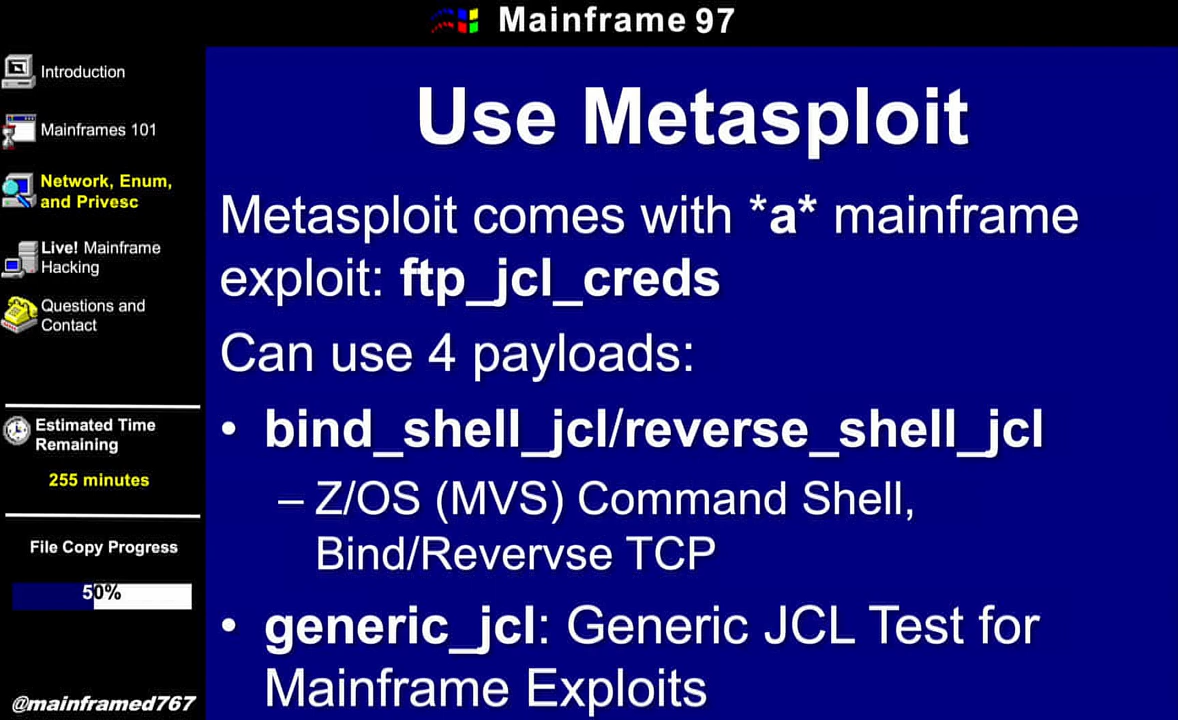 Mainframe 97
Introduction
Mainframes 101
Network, Enum,
and Privesc
Live! Mainframe
Hacking
Questions and
Contact
Estimated Time
Remaining
255 minutes
File Copy Progress
50%
@mainframed767
Use Metasploit
Metasploit comes with *a* mainframe
exploit: ftp_jcl_creds
Can use 4 payloads:
• bind_shell_jcl/reverse_shell_jcl
– Z/OS (MVS) Command Shell,
Bind/Revervse TCP
• generic_jcl: Generic JCL Test for
Mainframe Exploits